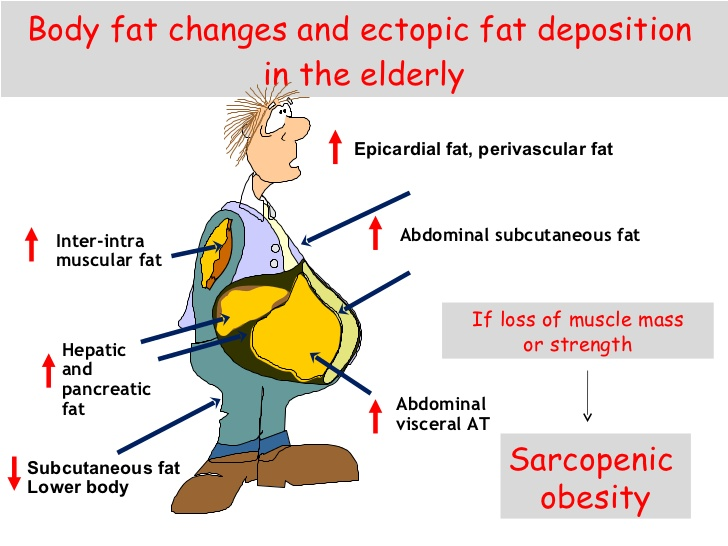 Body fat changes and ectopic fat deposition
in the elderly
Epicardial fat, perivascular fat
Abdominal subcutaneous fat
Inter-intra
muscular fat
If loss of muscle mass
or strength
Hepatic
and
pancreatic
fat
Abdominal
visceral AT
Sarcopenic
obesity
Subcutaneous fat
Lower body